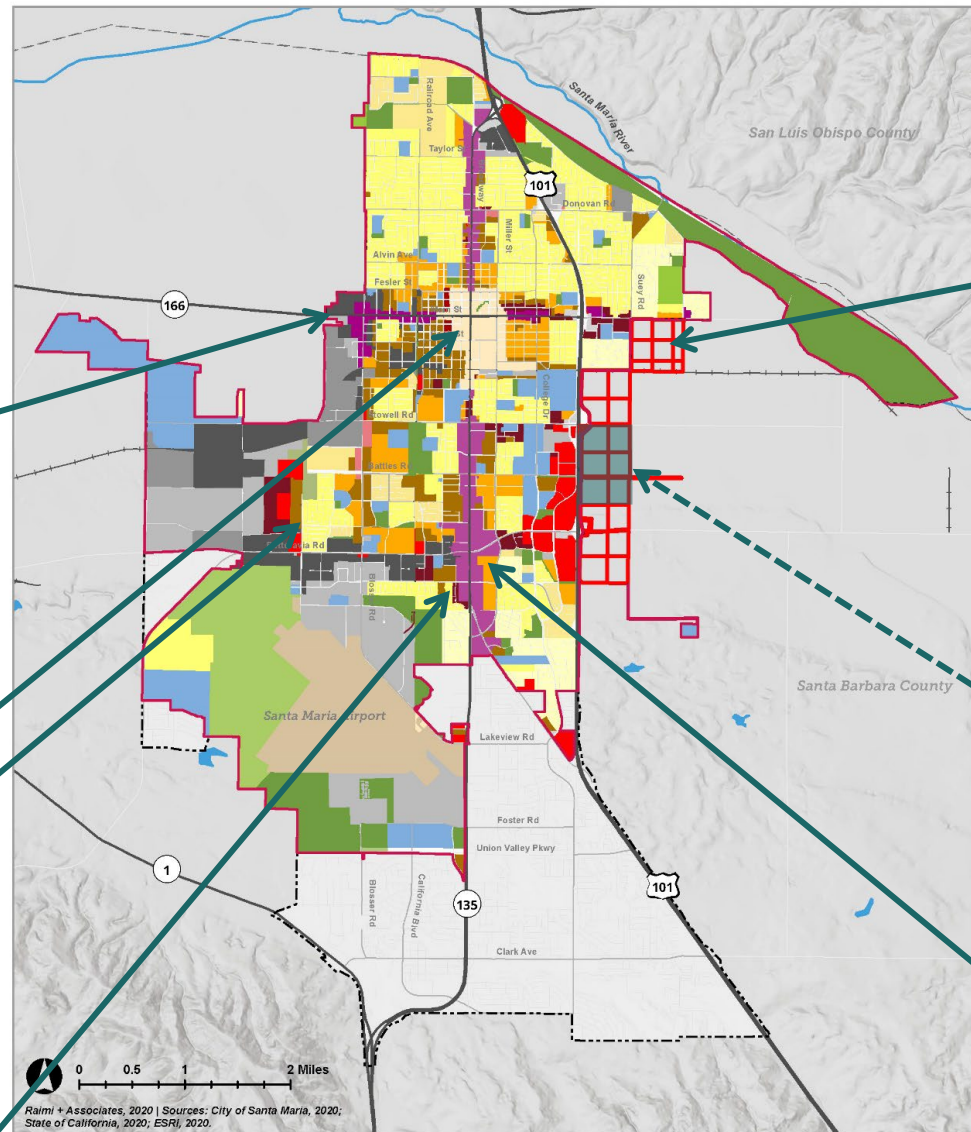 Santa Maria River
San Luis Obispo County
Railroad Ave
Taylor S
101
Donovan Rd
Miller St
Alvin Ave
Fesler St
Suey Rd
166
College Dr
Stowell Rd
Battles R
Blosser Rd
Santa Maria Airport
Santa Barbara County
Lakeview Rd
Foster Rd
Union Valley Pkwy
1
Blosser Rd
California Blvd
135
101
Clark Ave
0 0.5 1 2 Miles
Raimi + Associates, 2020 | Sources: City of Santa Maria, 2020;
State of California, 2020; ESRI, 2020.